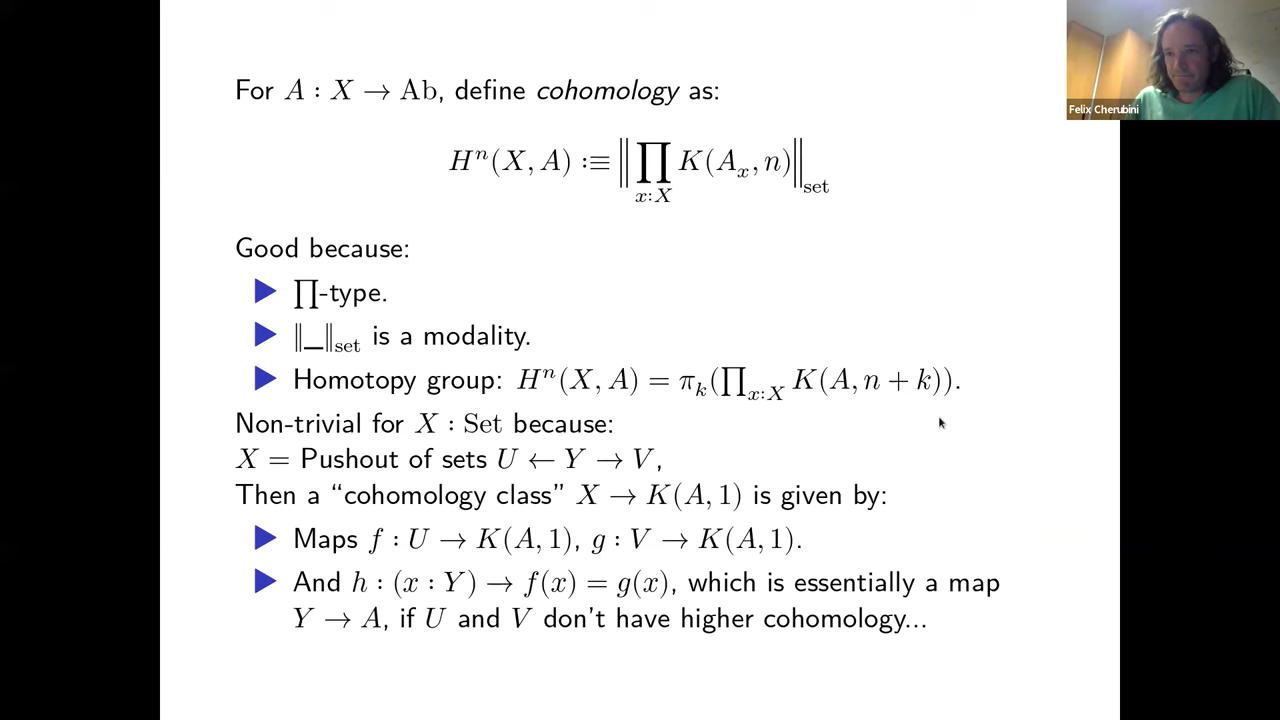 For A : X → Ab, define cohomology as:
Hⁿ(X, A) :≡ ‖∏_{x:X} K(A_x, n)‖_set
Good because:
▶ ∏-type.
▶ ‖_‖_set is a modality.
▶ Homotopy group: Hⁿ(X, A) = π_k(∏_{x:X} K(A, n + k)).
Non-trivial for X : Set because:
X = Pushout of sets U ← Y → V,
Then a “cohomology class” X → K(A, 1) is given by:
▶ Maps f : U → K(A, 1), g : V → K(A, 1).
▶ And h : (x : Y) → f(x) = g(x), which is essentially a map
Y → A, if U and V don't have higher cohomology...
Felix Cherubini